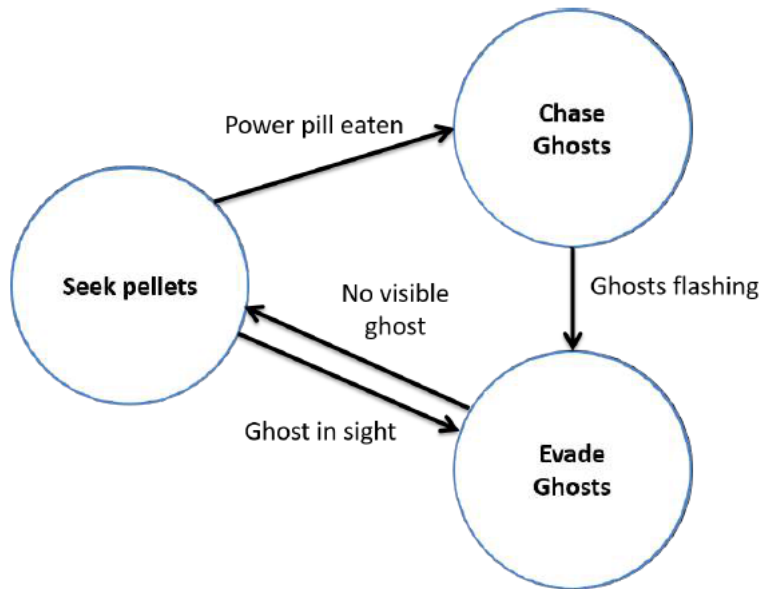 Chase
Ghosts
Power pill eaten
Seek pellets
No visible
ghost
Ghosts flashing
Ghost in sight
Evade
Ghosts